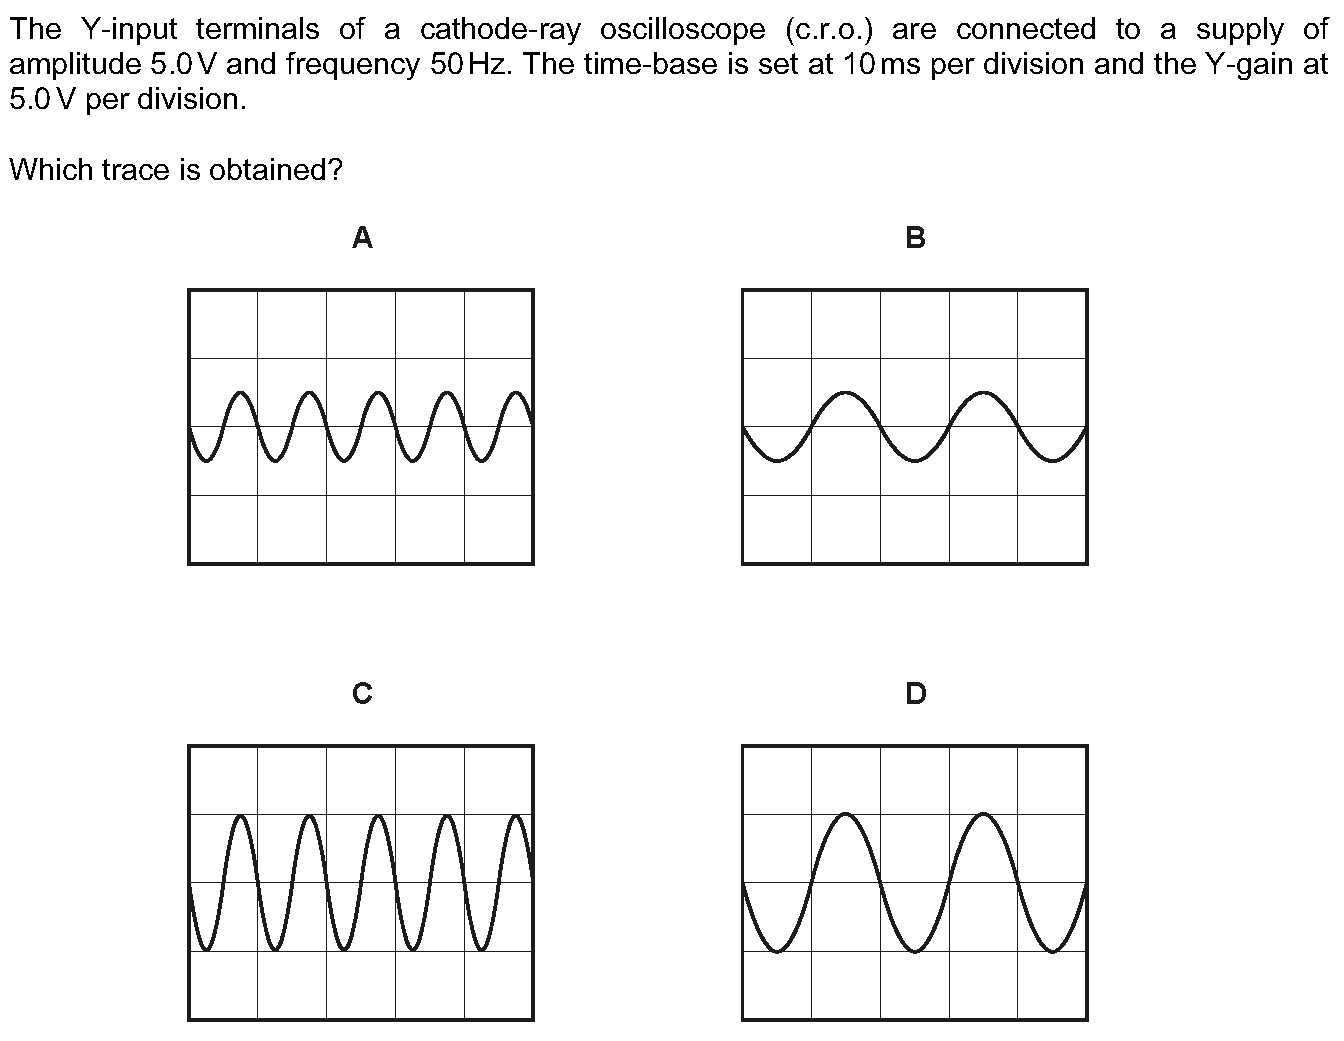 The Y-input terminals of a cathode-ray oscilloscope (c.r.o.) are connected to a supply of
amplitude 5.0 V and frequency 50 Hz. The time-base is set at 10 ms per division and the Y-gain at
5.0 V per division.
Which trace is obtained?
A
B
C
D